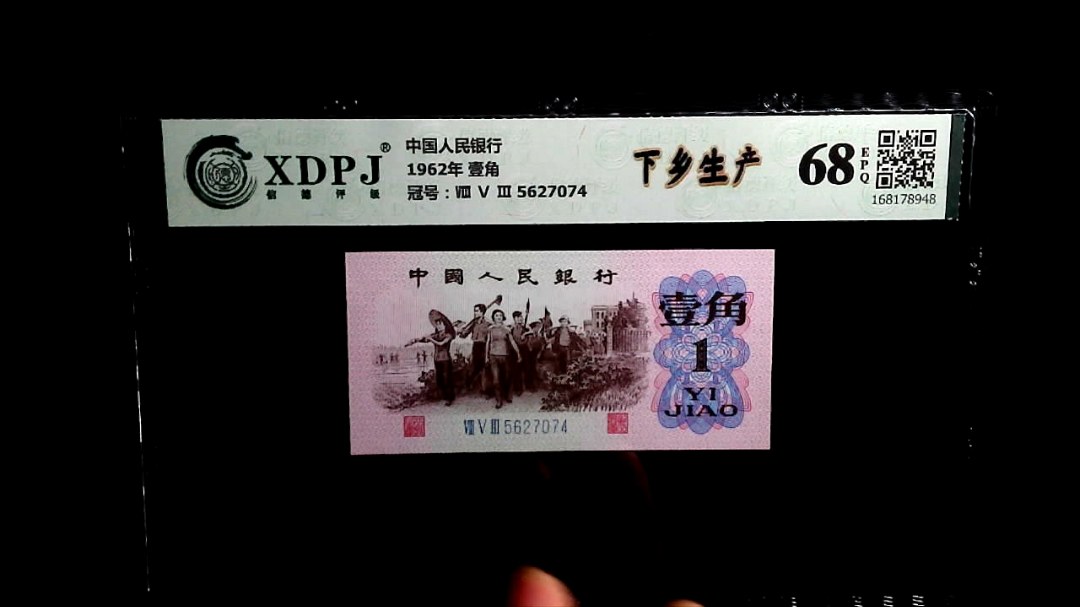 XDPJ®
信德评级
中国人民银行
1962年 壹角
冠号：Ⅷ Ⅴ Ⅲ 5627074
下乡生产
68
EPQ
168178948
中國人民銀行
壹角
1
YI
JIAO
Ⅷ Ⅴ Ⅲ 5627074